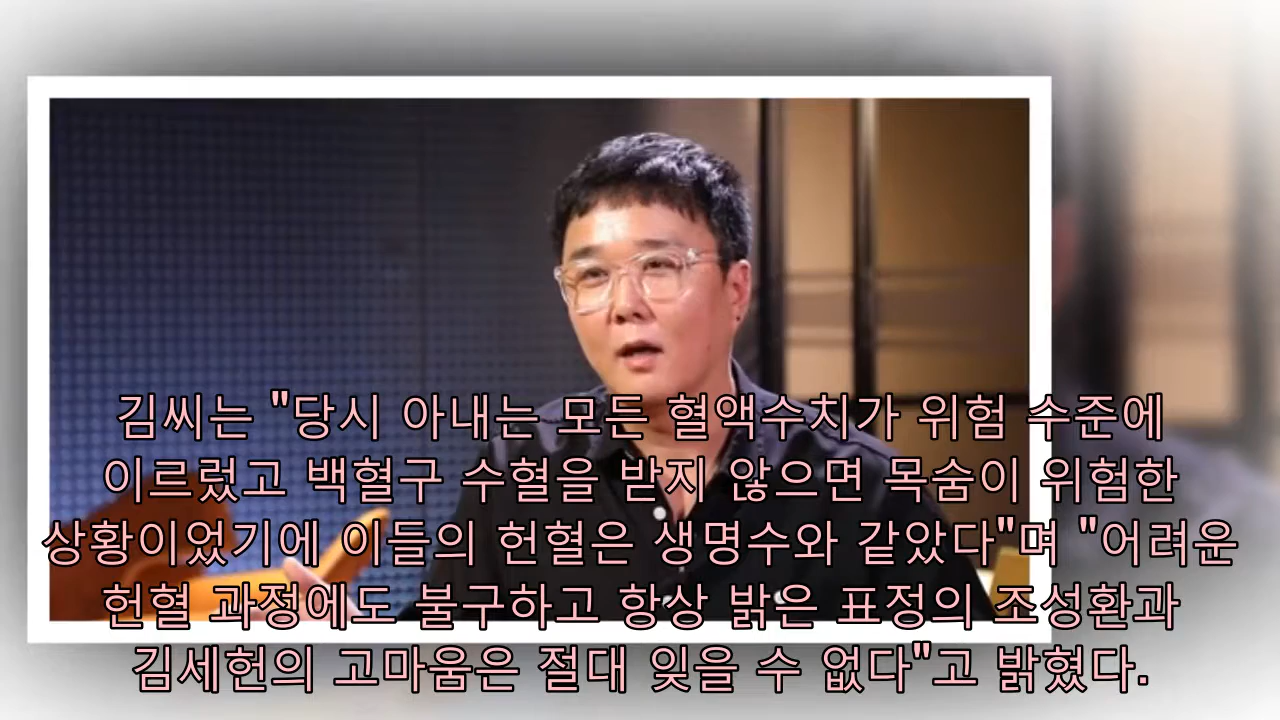 김씨는 "당시 아내는 모든 혈액수치가 위험 수준에
이르렀고 백혈구 수혈을 받지 않으면 목숨이 위험한
상황이었기에 이들의 헌혈은 생명수와 같았다"며 "어려운
헌혈 과정에도 불구하고 항상 밝은 표정의 조성환과
김세헌의 고마움은 절대 잊을 수 없다"고 밝혔다.